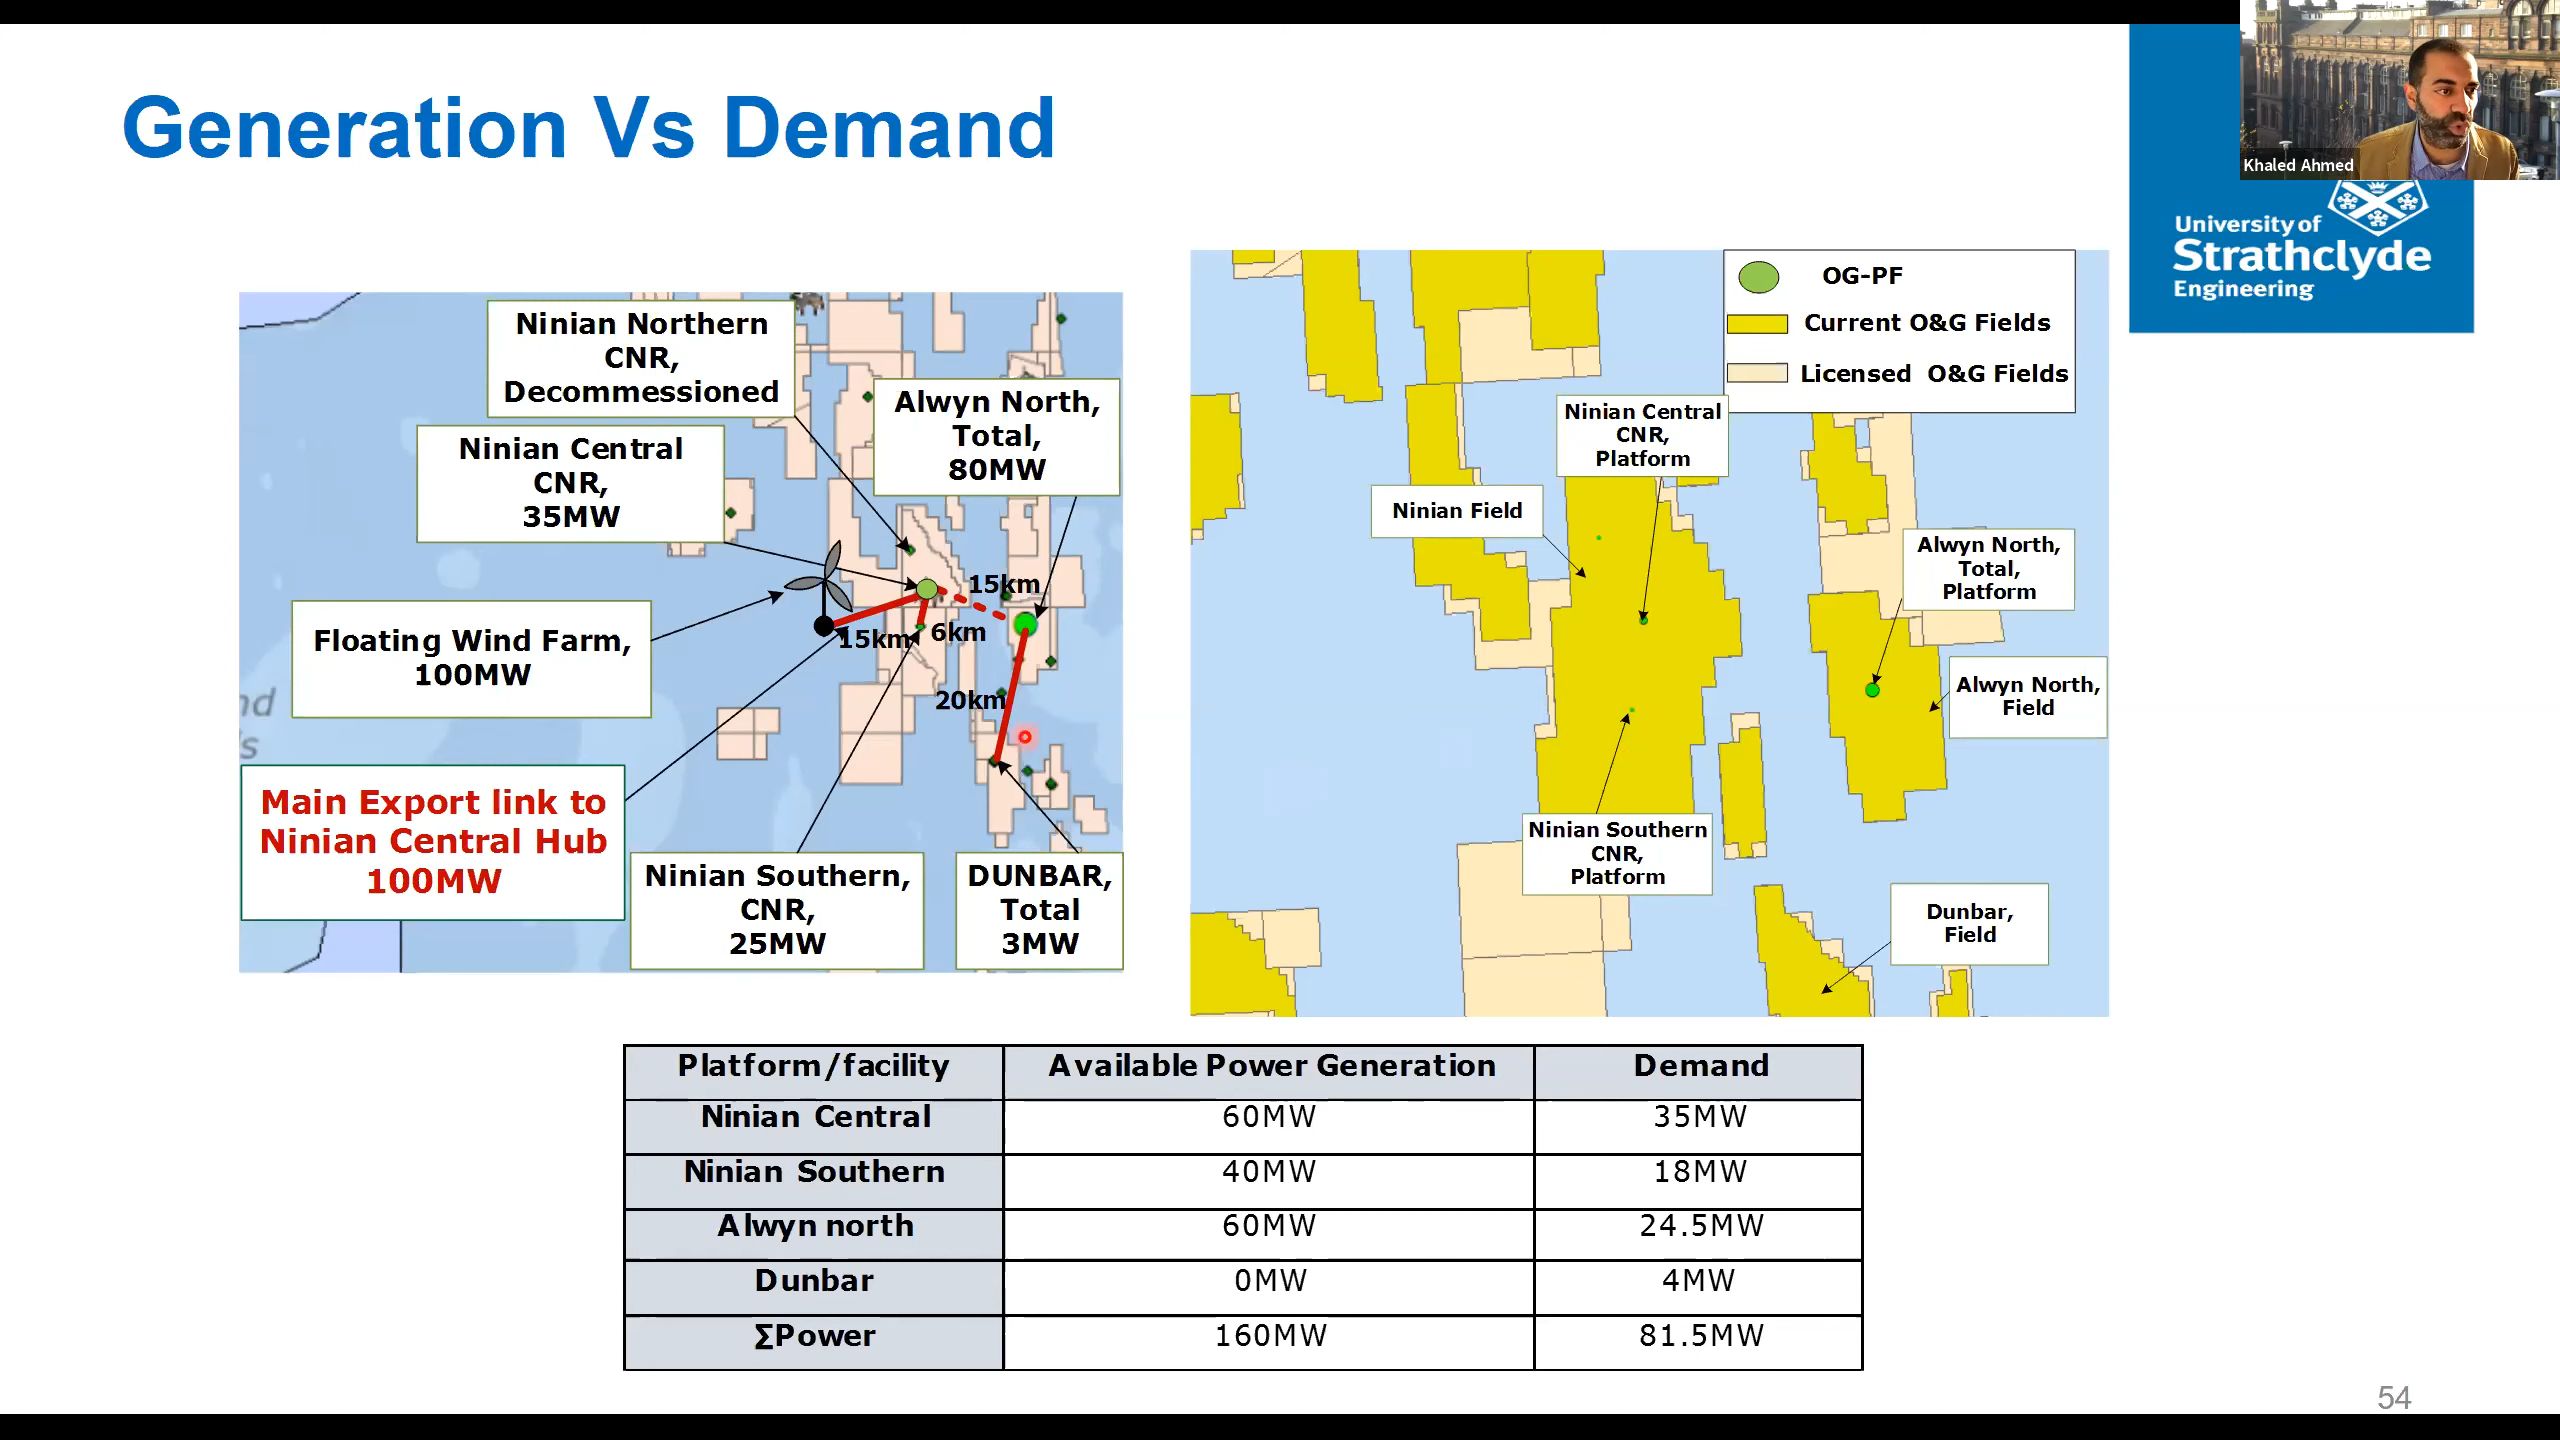 Generation Vs Demand
Khaled Ahmed
University of
Strathclyde
Engineering
Ninian Northern
CNR,
Decommessioned
Ninian Central
CNR,
35MW
Alwyn North,
Total,
80MW
Floating Wind Farm,
100MW
15km
15km
6km
20km
Main Export link to
Ninian Central Hub
100MW
Ninian Southern,
CNR,
25MW
DUNBAR,
Total
3MW
nd
s
OG-PF
Current O&G Fields
Licensed O&G Fields
Ninian Central
CNR,
Platform
Ninian Field
Alwyn North,
Total,
Platform
Alwyn North,
Field
Ninian Southern
CNR,
Platform
Dunbar,
Field
Platform/facility Available Power Generation Demand
Ninian Central 60MW 35MW
Ninian Southern 40MW 18MW
Alwyn north 60MW 24.5MW
Dunbar 0MW 4MW
∑Power 160MW 81.5MW
54